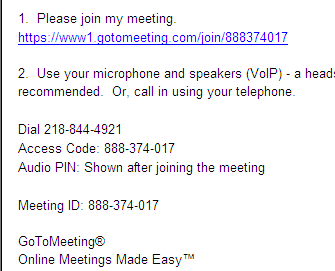 1. Please join my meeting.
https://www1.gotomeeting.com/join/888374017
2. Use your microphone and speakers (VoIP) - a
recommended. Or, call in using your telephone.
Dial 218-844-4921
Access Code: 888-374-017
Audio PIN: Shown after joining the meeting
Meeting ID: 888-374-017
GoToMeeting®
Online Meetings Made Easy™